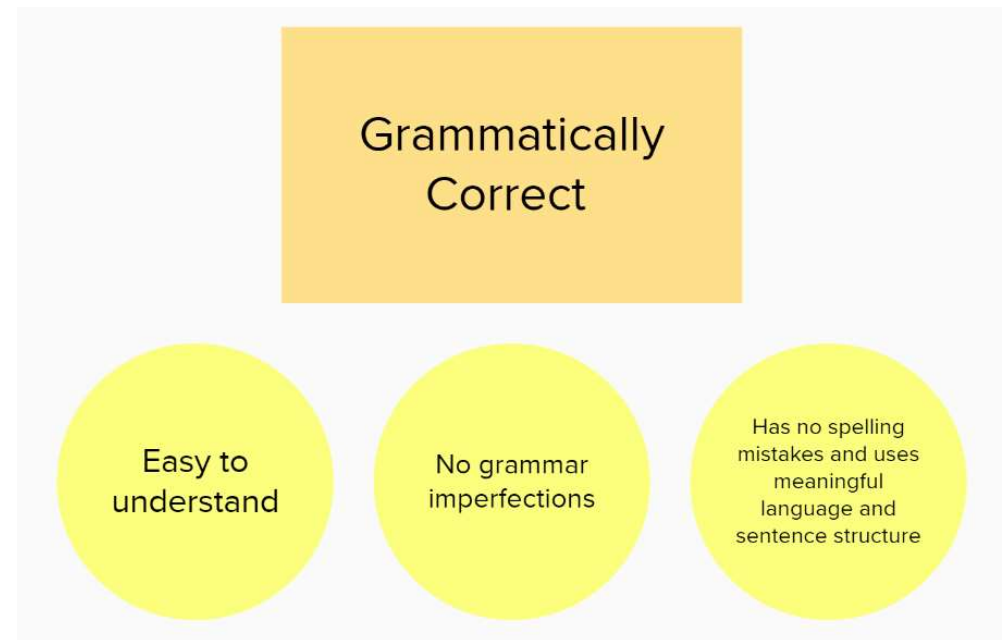 Grammatically
Correct
Easy to
understand
No grammar
imperfections
Has no spelling
mistakes and uses
meaningful
language and
sentence structure